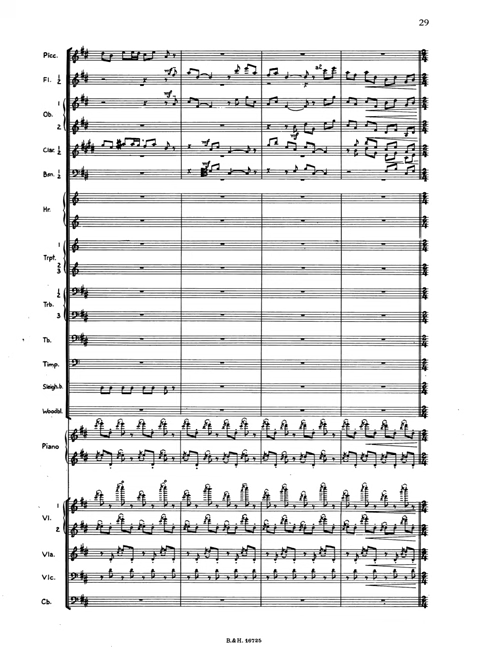 29
Picc.
Fl. 1/2
1
Ob.
2.
Clar. 1/2
Bsn. 1/2
Hr.
1
Trpt.
2/3
1/2
Trb.
3
Tb.
Timp.
Sleigh.b.
Woodbl.
Piano
1
Vl.
2
Vla.
Vlc.
Cb.
B.&H. 16725